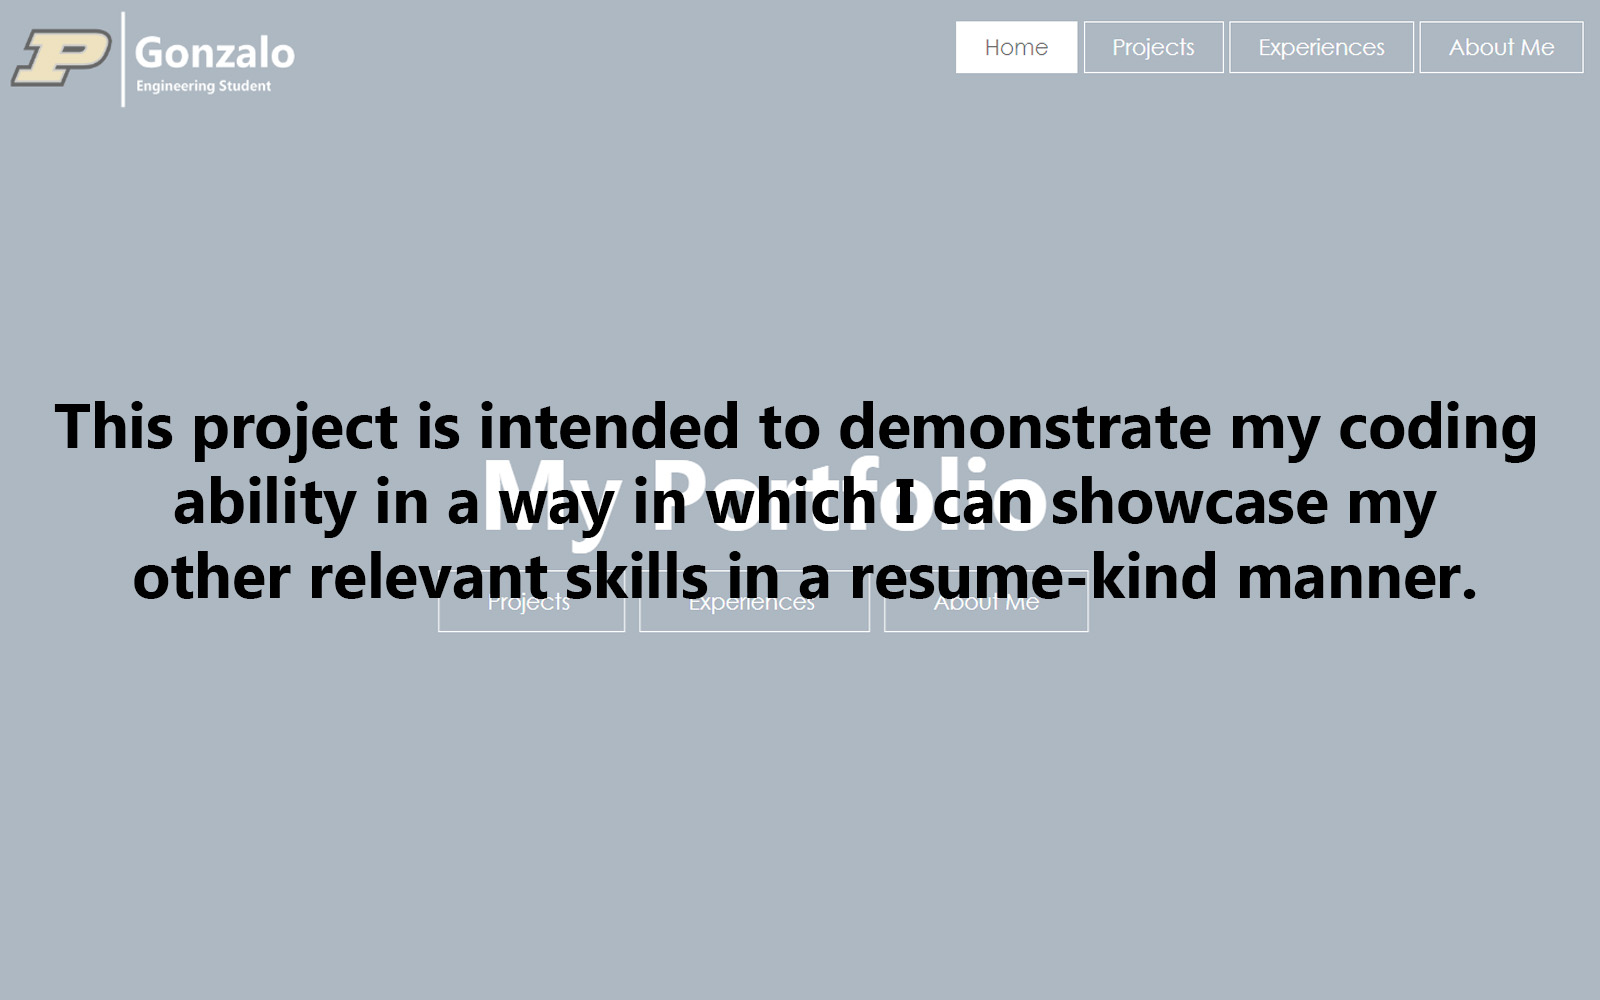 P
Gonzalo
Engineering Student
Home
Projects
Experiences
About Me
This project is intended to demonstrate my coding
My Portfolio
ability in a way in which I can showcase my
other relevant skills in a resume-kind manner.
Projects
Experiences
About Me